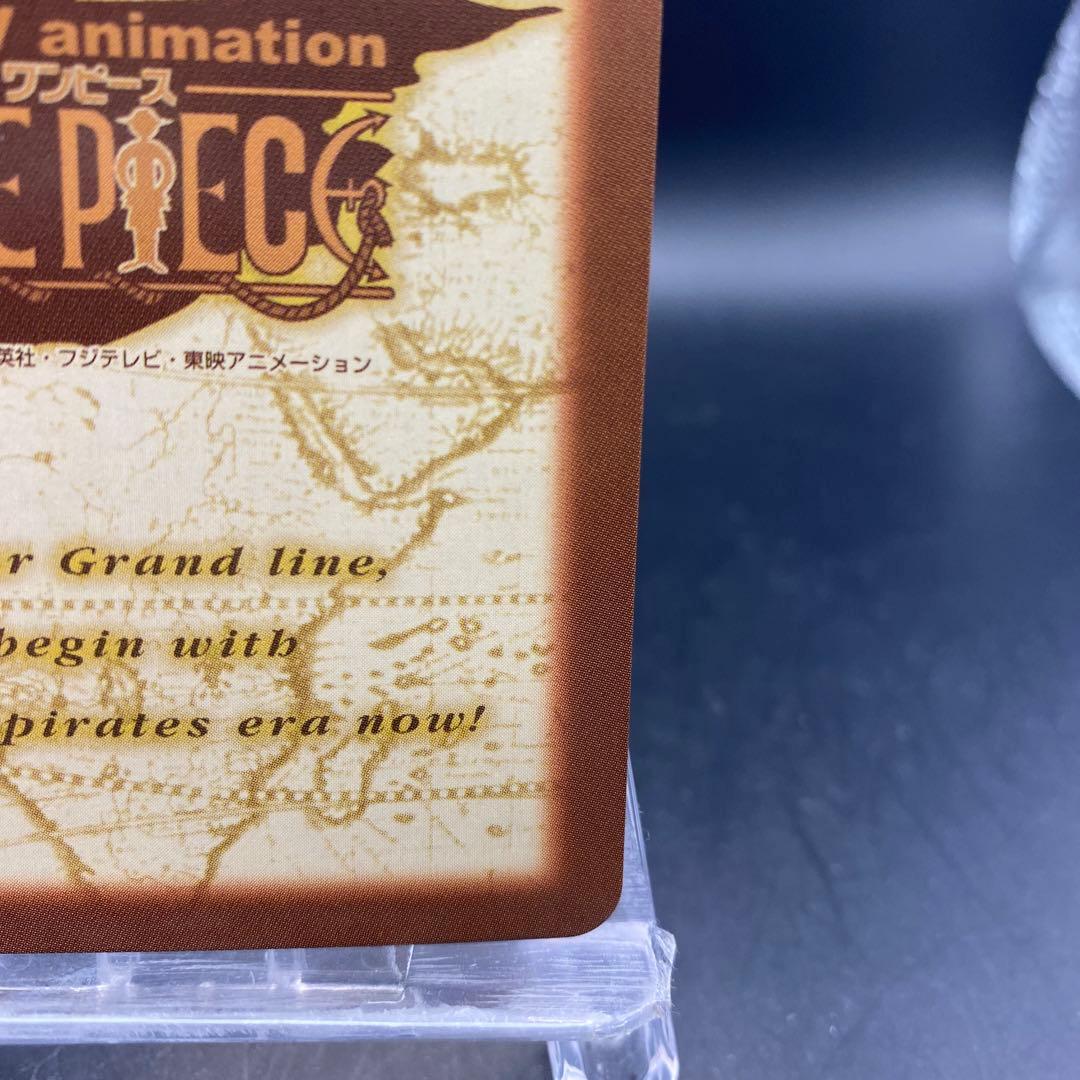 animation
ワンピース
E PIECE
英社・フジテレビ・東映アニメーション
r Grand line,
begin with
pirates era now!